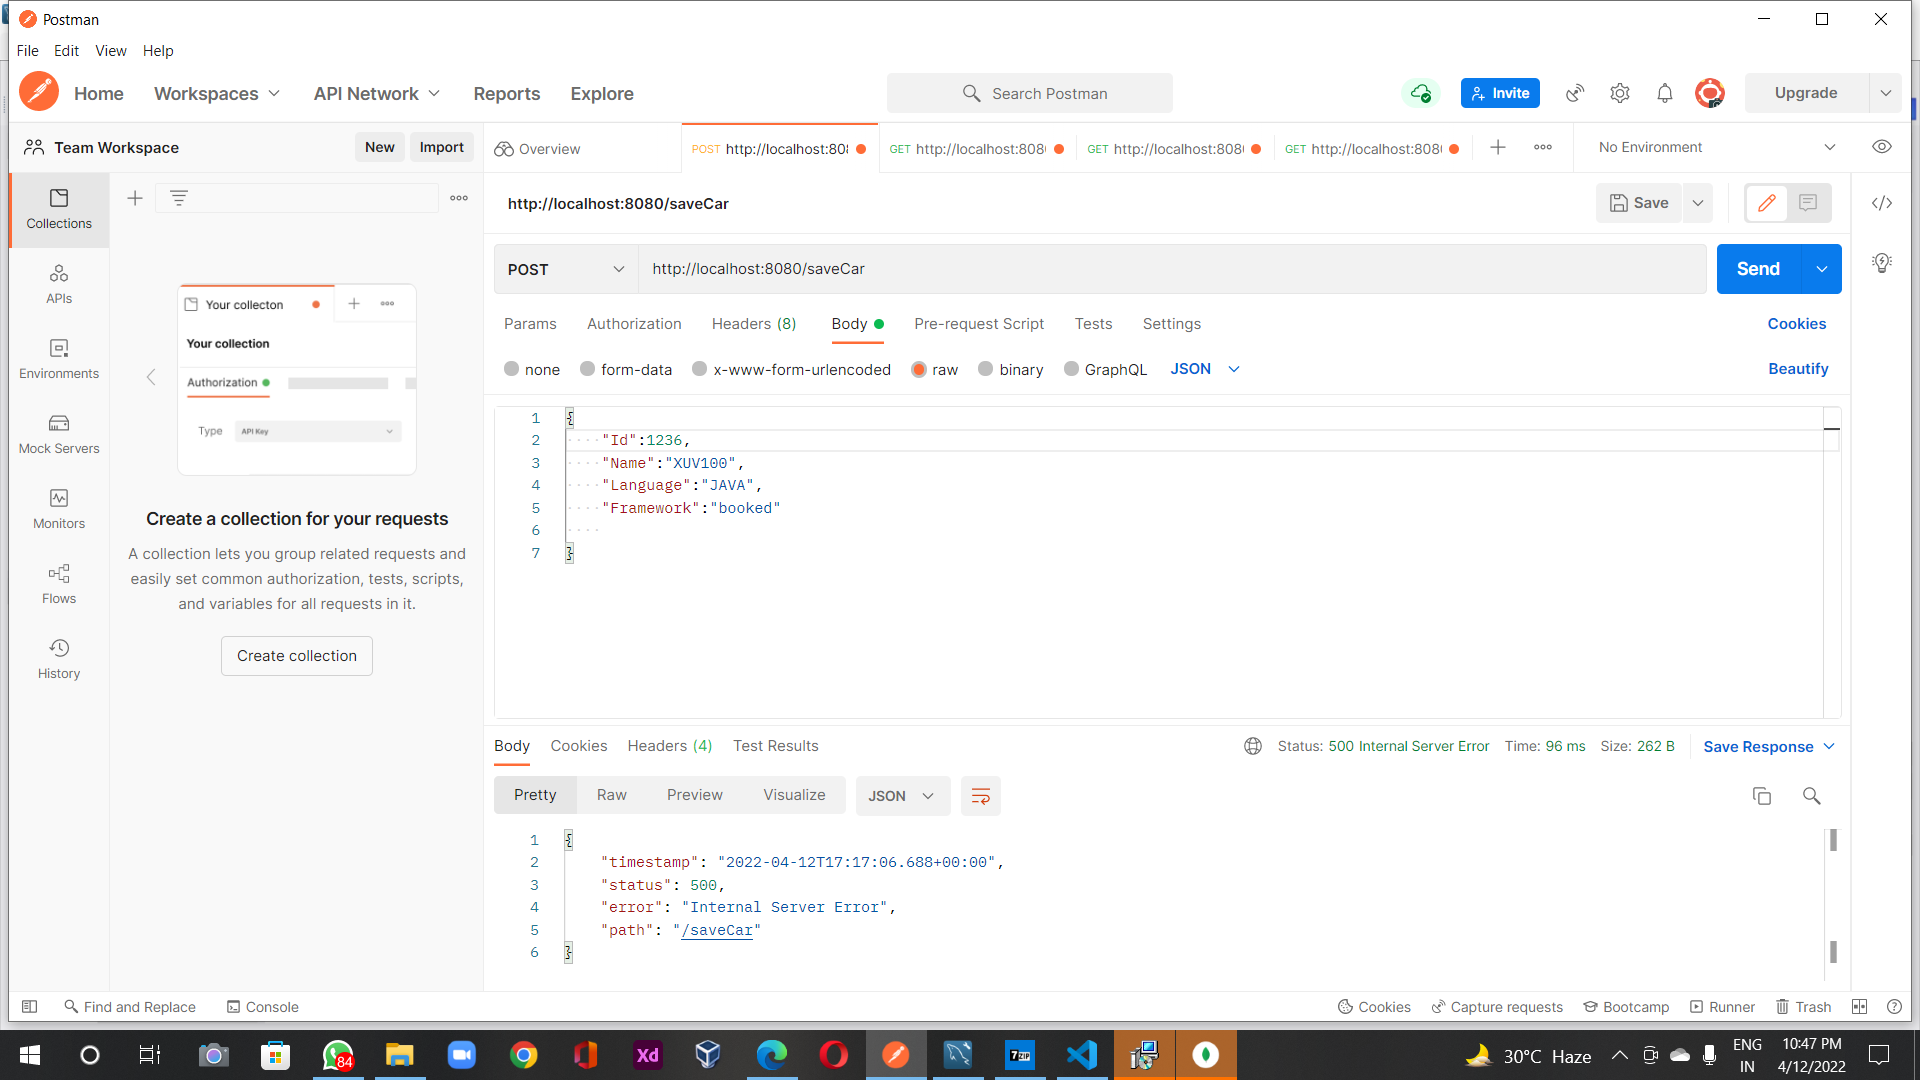 Postman
File Edit View Help
Home Workspaces API Network Reports Explore Search Postman Invite Upgrade
Team Workspace New Import
Overview POST http://localhost:808 GET http://localhost:808 GET http://localhost:808 GET http://localhost:808 No Environment
Collections
APIs
Environments
Mock Servers
Monitors
Flows
History
Your collecton
Your collection
Authorization
Type API Key
Create a collection for your requests
A collection lets you group related requests and
easily set common authorization, tests, scripts,
and variables for all requests in it.
Create collection
http://localhost:8080/saveCar Save
POST http://localhost:8080/saveCar Send
Params Authorization Headers (8) Body Pre-request Script Tests Settings Cookies
none form-data x-www-form-urlencoded raw binary GraphQL JSON Beautify
1 {
2 "Id":1236,
3 "Name":"XUV100",
4 "Language":"JAVA",
5 "Framework":"booked"
6
7 }
Body Cookies Headers (4) Test Results Status: 500 Internal Server Error Time: 96 ms Size: 262 B Save Response
Pretty Raw Preview Visualize JSON
1 {
2 "timestamp": "2022-04-12T17:17:06.688+00:00",
3 "status": 500,
4 "error": "Internal Server Error",
5 "path": "/saveCar"
6 }
Find and Replace Console Cookies Capture requests Bootcamp Runner Trash
84 Xd 7ZIP 30°C Haze ENG 10:47 PM
IN 4/12/2022